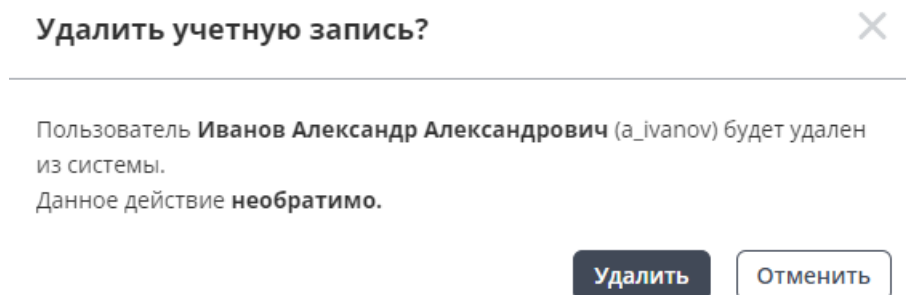 Удалить учетную запись?
Пользователь Иванов Александр Александрович (a_ivanov) будет удален
из системы.
Данное действие необратимо.
Удалить Отменить